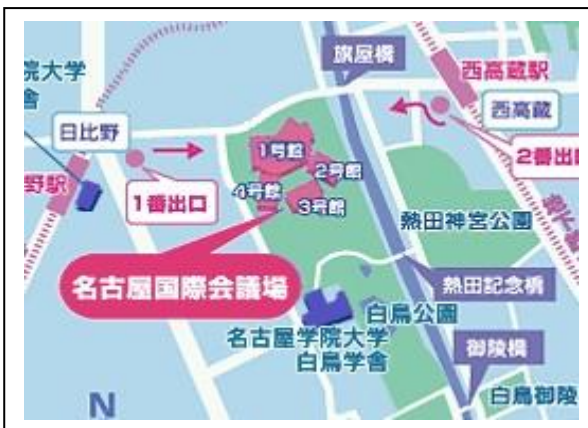 旗屋橋
院大学
舎
西高蔵駅
日比野
西高蔵
1号館
2号館
2番出口
野駅
1番出口
4号館
3号館
熱田神宮公園
名古屋国際会議場
熱田記念橋
白鳥公園
名古屋学院大学
白鳥学舎
御陵橋
白鳥御陵
N